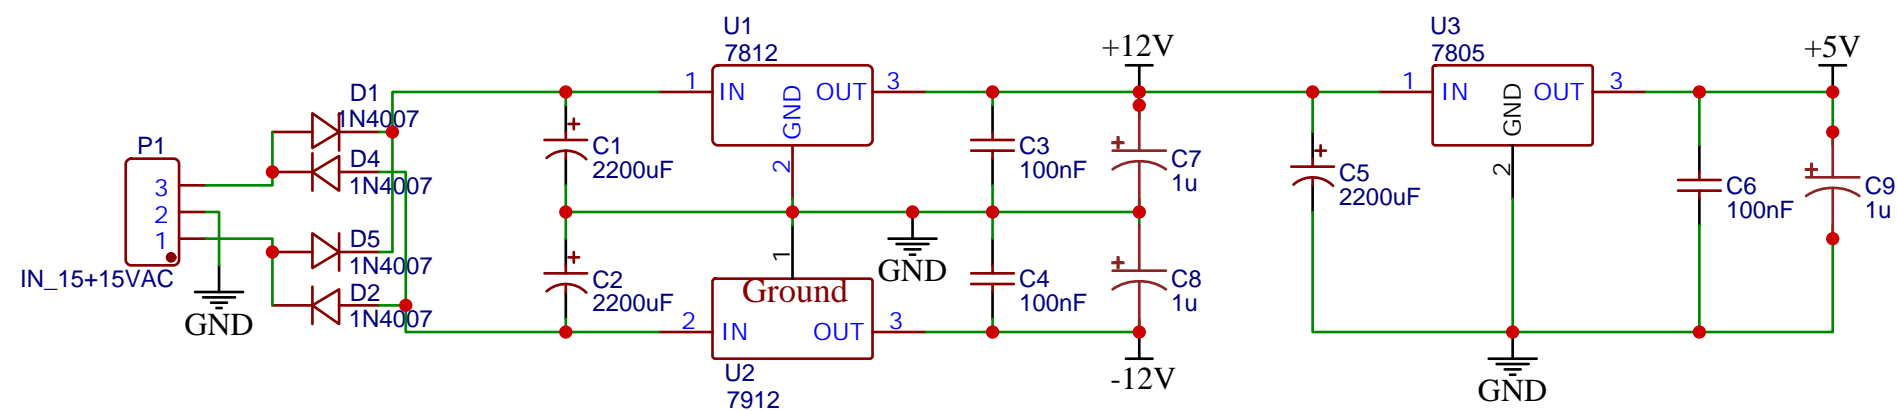 P1
3
2
1
IN_15+15VAC
GND
D1
1N4007
D4
1N4007
D5
1N4007
D2
1N4007
+
C1
2200uF
+
C2
2200uF
U1
7812
1
IN
GND
OUT
3
2
1
Ground
2
IN
OUT
3
U2
7912
GND
C3
100nF
C4
100nF
+12V
+
C7
1u
+
C8
1u
-12V
+
C5
2200uF
U3
7805
1
IN
GND
OUT
3
2
GND
C6
100nF
+5V
+
C9
1u